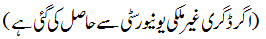 (اگر ڈگری غیر ملکی یونیورسٹی سے حاصل کی گئی ہے)